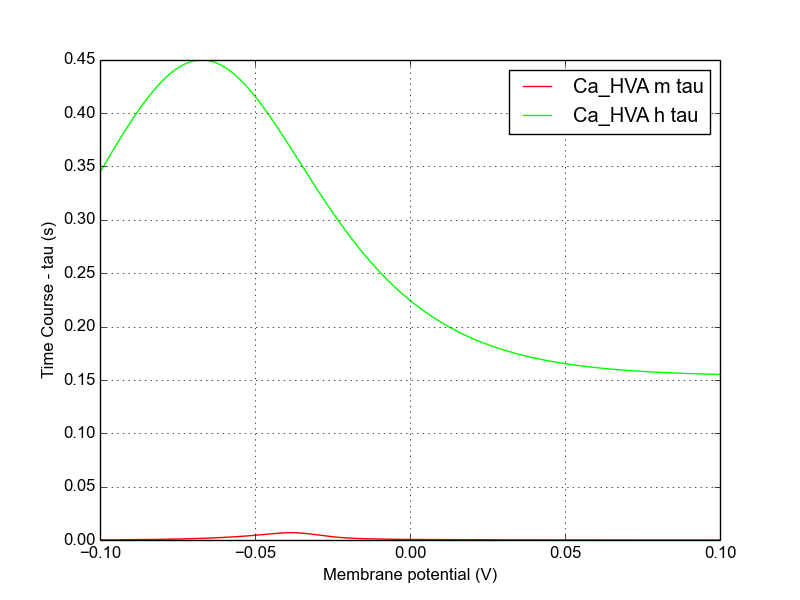 0.45
0.40
0.35
0.30
0.25
0.20
0.15
0.10
0.05
0.00
Time Course - tau (s)
Ca_HVA m tau
Ca_HVA h tau
−0.10 −0.05 0.00 0.05 0.10
Membrane potential (V)